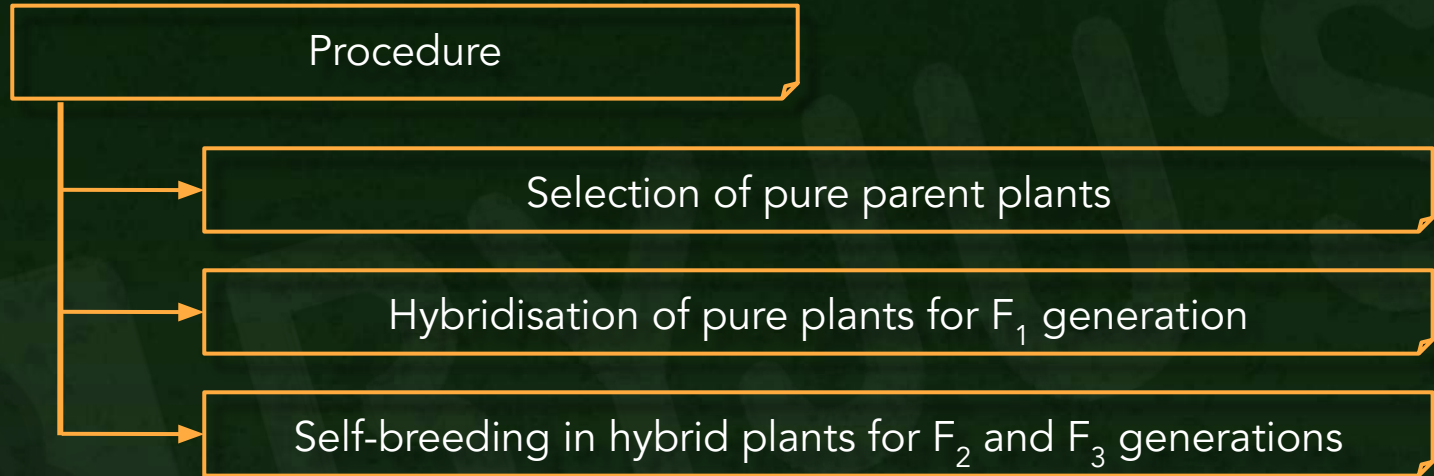 Procedure
Selection of pure parent plants
Hybridisation of pure plants for F₁ generation
Self-breeding in hybrid plants for F₂ and F₃ generations
BYJU'S